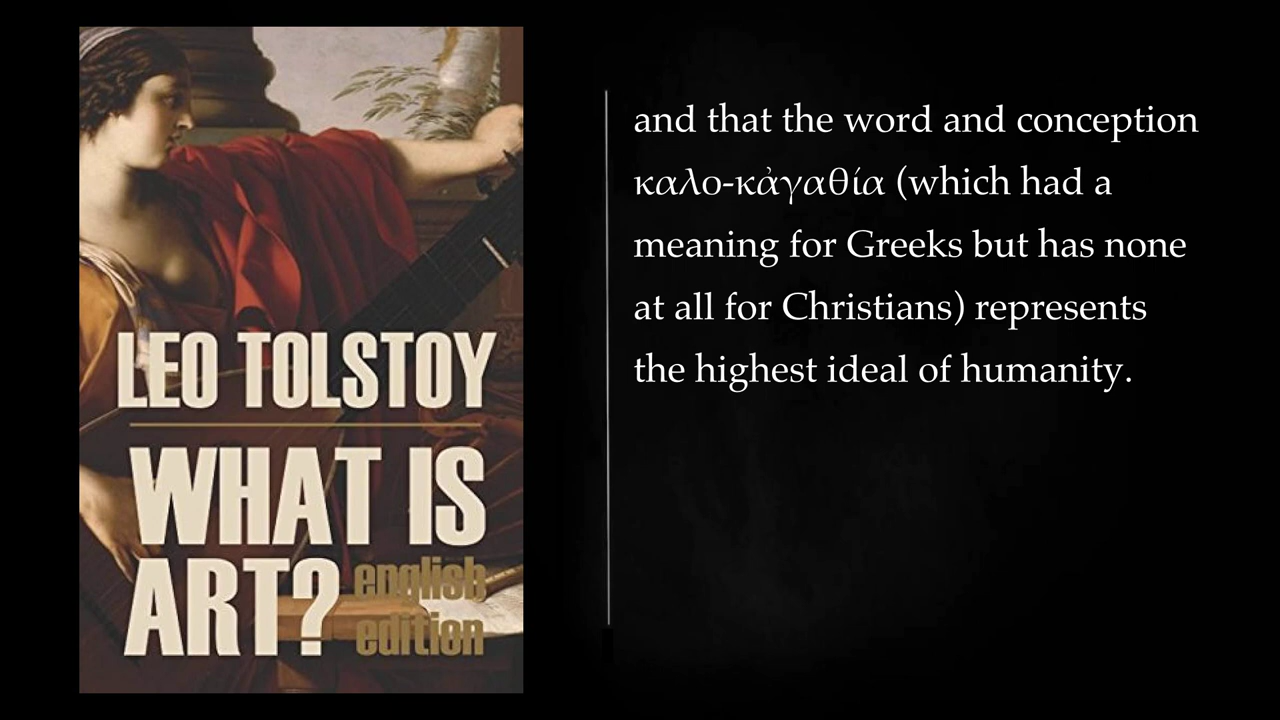 LEO TOLSTOY
WHAT IS
ART?
english
edition
and that the word and conception
καλο-κἀγαθία (which had a
meaning for Greeks but has none
at all for Christians) represents
the highest ideal of humanity.